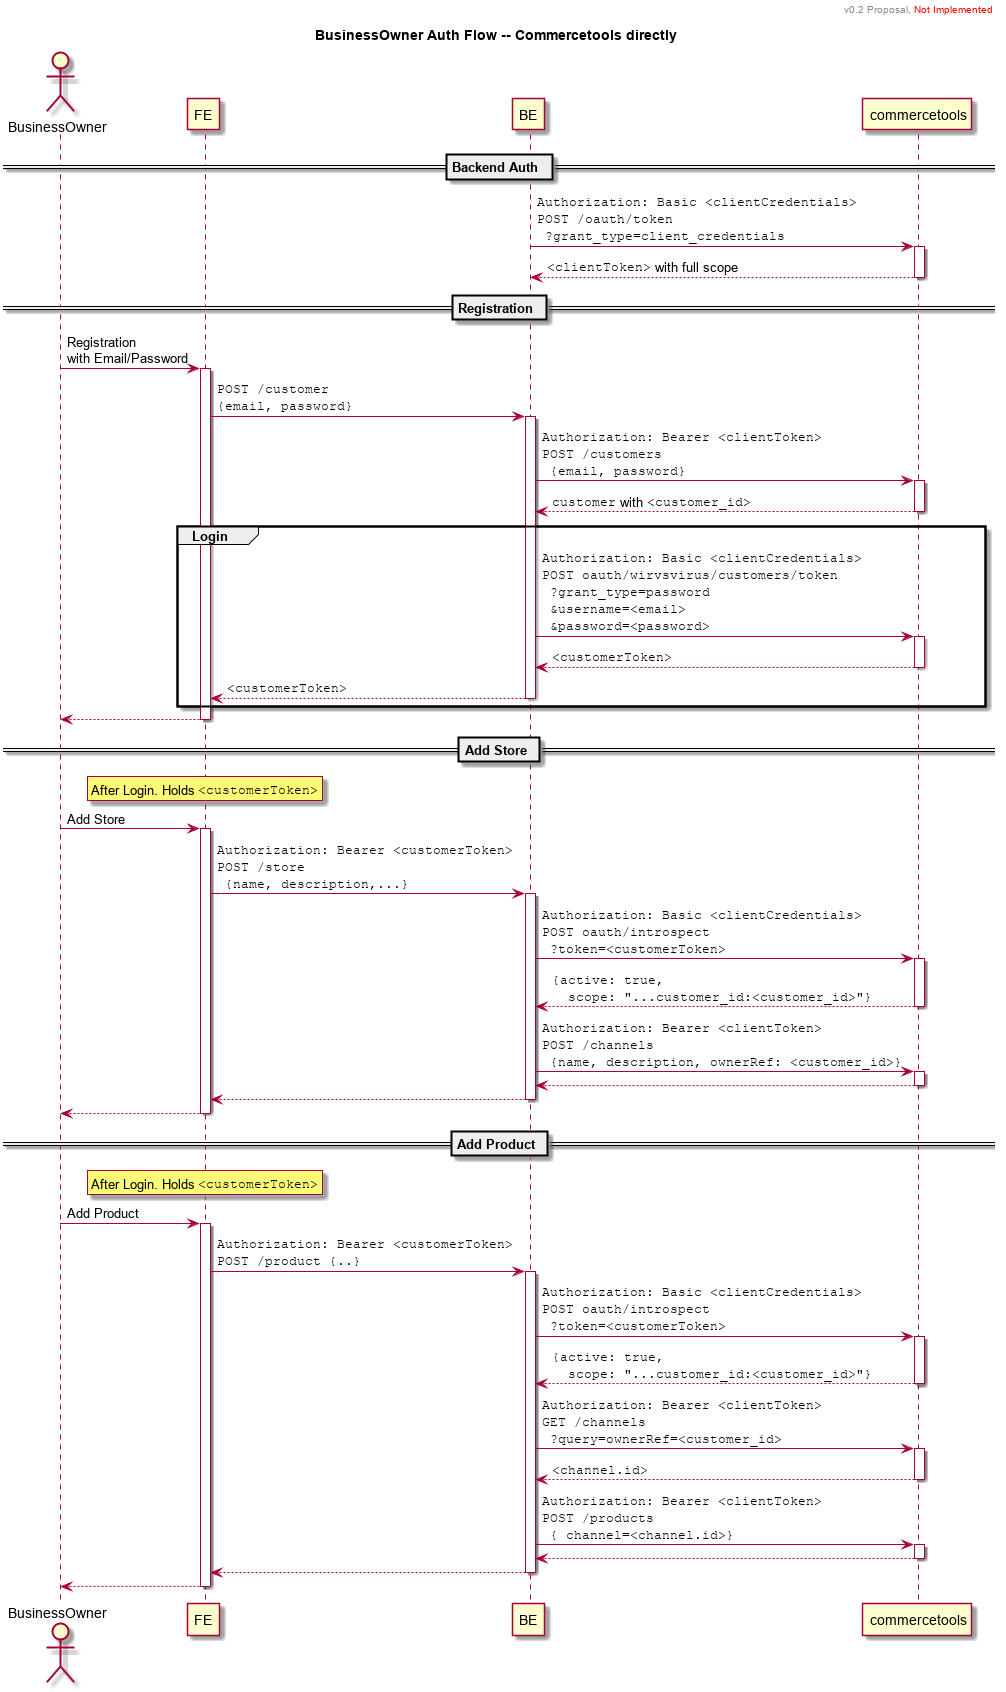 v0.2 Proposal, Not Implemented
BusinessOwner Auth Flow -- Commercetools directly
BusinessOwner
FE
BE
commercetools
Backend Auth
Authorization: Basic <clientCredentials>
POST /oauth/token
?grant_type=client_credentials
<clientToken> with full scope
Registration
Registration
with Email/Password
POST /customer
{email, password}
Authorization: Bearer <clientToken>
POST /customers
{email, password}
customer with <customer_id>
Login
Authorization: Basic <clientCredentials>
POST oauth/wirvsvirus/customers/token
?grant_type=password
&username=<email>
&password=<password>
<customerToken>
<customerToken>
Add Store
After Login. Holds <customerToken>
Add Store
Authorization: Bearer <customerToken>
POST /store
{name, description,...}
Authorization: Basic <clientCredentials>
POST oauth/introspect
?token=<customerToken>
{active: true,
scope: "...customer_id:<customer_id>"}
Authorization: Bearer <clientToken>
POST /channels
{name, description, ownerRef: <customer_id>}
Add Product
After Login. Holds <customerToken>
Add Product
Authorization: Bearer <customerToken>
POST /product {..}
Authorization: Basic <clientCredentials>
POST oauth/introspect
?token=<customerToken>
{active: true,
scope: "...customer_id:<customer_id>"}
Authorization: Bearer <clientToken>
GET /channels
?query=ownerRef=<customer_id>
<channel.id>
Authorization: Bearer <clientToken>
POST /products
{ channel=<channel.id>}
BusinessOwner
FE
BE
commercetools